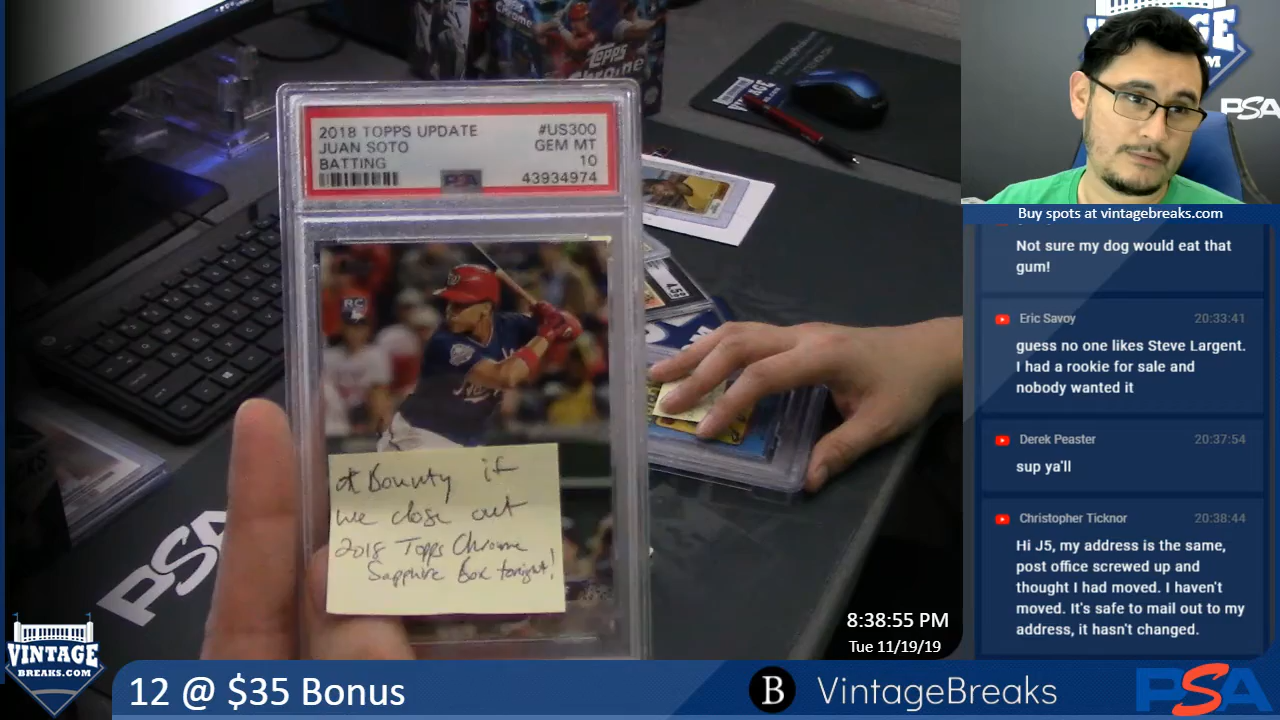 2018 TOPPS UPDATE #US300
JUAN SOTO GEM MT
BATTING 10
PSA 43934974
RC
* Bounty if
we close out
2018 Topps Chrome
Sapphire Box tonight!
Topps
Chrome
PSA
Buy spots at vintagebreaks.com
Not sure my dog would eat that
gum!
Eric Savoy 20:33:41
guess no one likes Steve Largent.
I had a rookie for sale and
nobody wanted it
Derek Peaster 20:37:54
sup ya'll
Christopher Ticknor 20:38:44
Hi J5, my address is the same,
post office screwed up and
thought I had moved. I haven't
moved. It's safe to mail out to my
address, it hasn't changed.
8:38:55 PM
Tue 11/19/19
VINTAGE
BREAKS.COM
12 @ $35 Bonus
B VintageBreaks
PSA